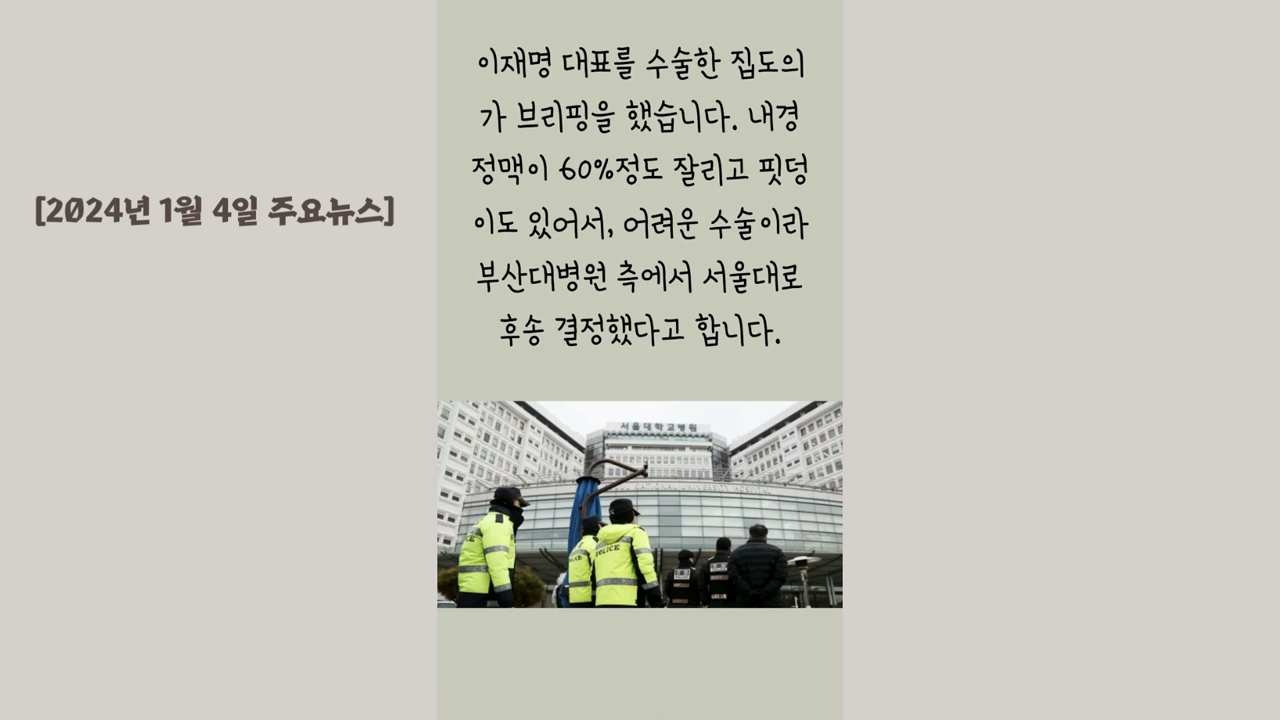 [2024년 1월 4일 주요뉴스]
이재명 대표를 수술한 집도의
가 브리핑을 했습니다. 내경
정맥이 60%정도 잘리고 핏덩
이도 있어서, 어려운 수술이라
부산대병원 측에서 서울대로
후송 결정했다고 합니다.
서울대학교병원
POLICE